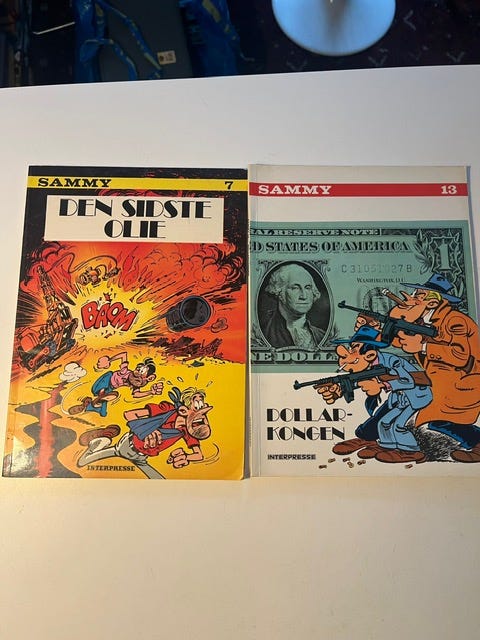 SAMMY 7
DEN SIDSTE
OLIE
BAOM
INTERPRESSE
SAMMY 13
RAL RESERVE NOTE
D STATES OF AMERICA
1
WASHINGTON, D.C.
NE DOLL
DOLLAR-
KONGEN
INTERPRESSE